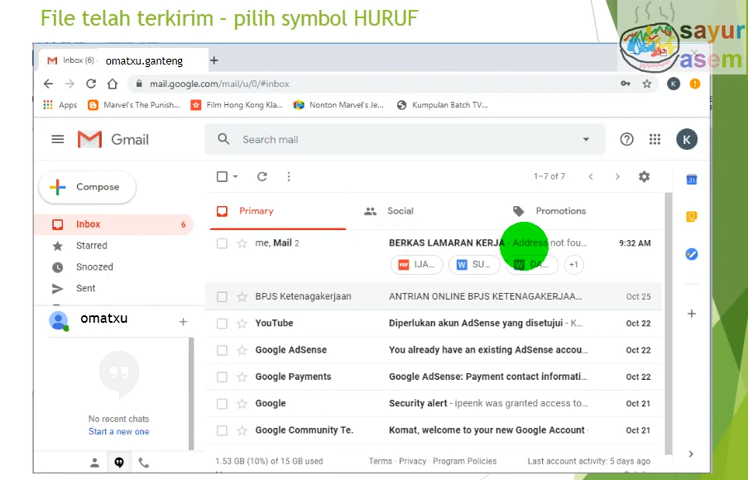 File telah terkirim – pilih symbol HURUF
sayur
asem
Inbox (6) - omatxu.ganteng
mail.google.com/mail/u/0/#inbox
K
Apps Marvel's The Punish... Film Hong Kong Kla... Nonton Marvel's Je... Kumpulan Batch TV...
Gmail Search mail K
Compose 1–7 of 7
Primary Social Promotions
Inbox 6
Starred
Snoozed
Sent
me, Mail 2 BERKAS LAMARAN KERJA - Address not fou... 9:32 AM
PDF IJA... W SU... W DA... +1
BPJS Ketenagakerjaan ANTRIAN ONLINE BPJS KETENAGAKERJAA... Oct 25
YouTube Diperlukan akun AdSense yang disetujui - K... Oct 22
Google AdSense You already have an existing AdSense accou... Oct 22
Google Payments Google AdSense: Payment contact informati... Oct 22
Google Security alert - ipeenk was granted access to... Oct 21
Google Community Te. Komat, welcome to your new Google Account Oct 21
omatxu
No recent chats
Start a new one
1.53 GB (10%) of 15 GB used Terms · Privacy · Program Policies Last account activity: 5 days ago